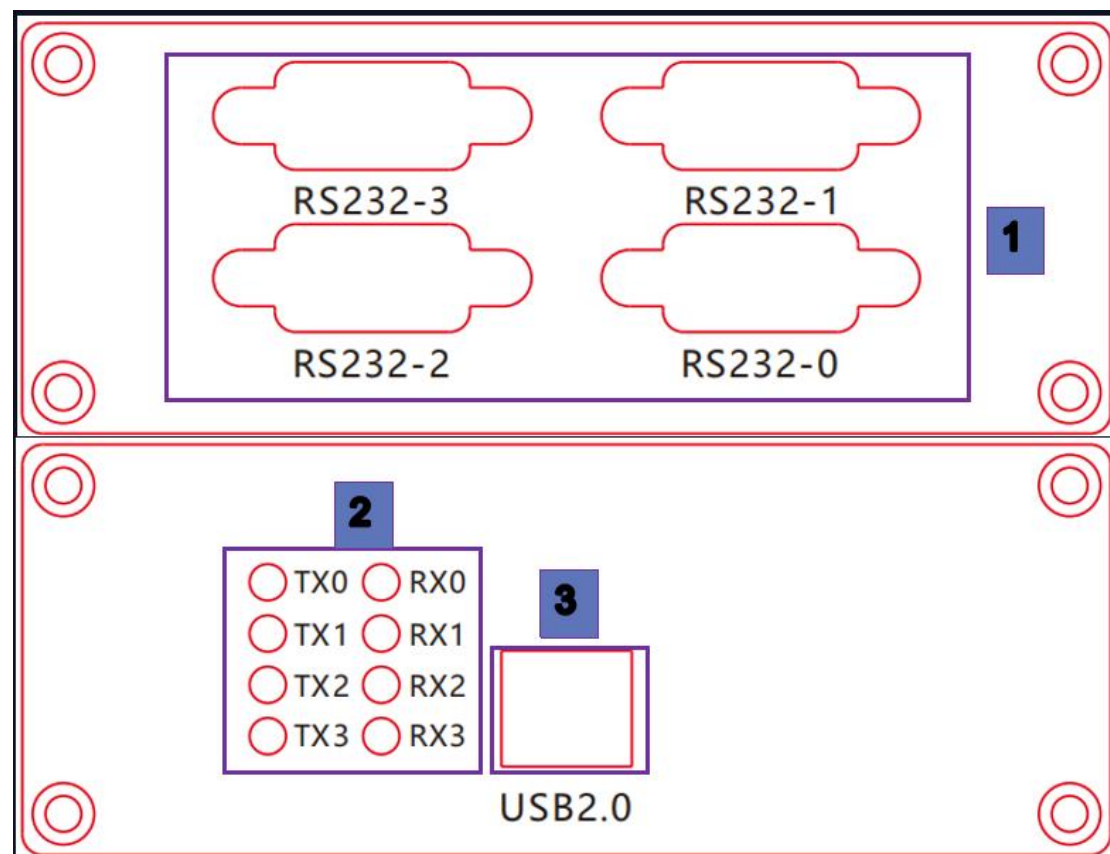 RS232-3 RS232-1
1
RS232-2 RS232-0
2
TX0 RX0
3
TX1 RX1
TX2 RX2
TX3 RX3
USB2.0